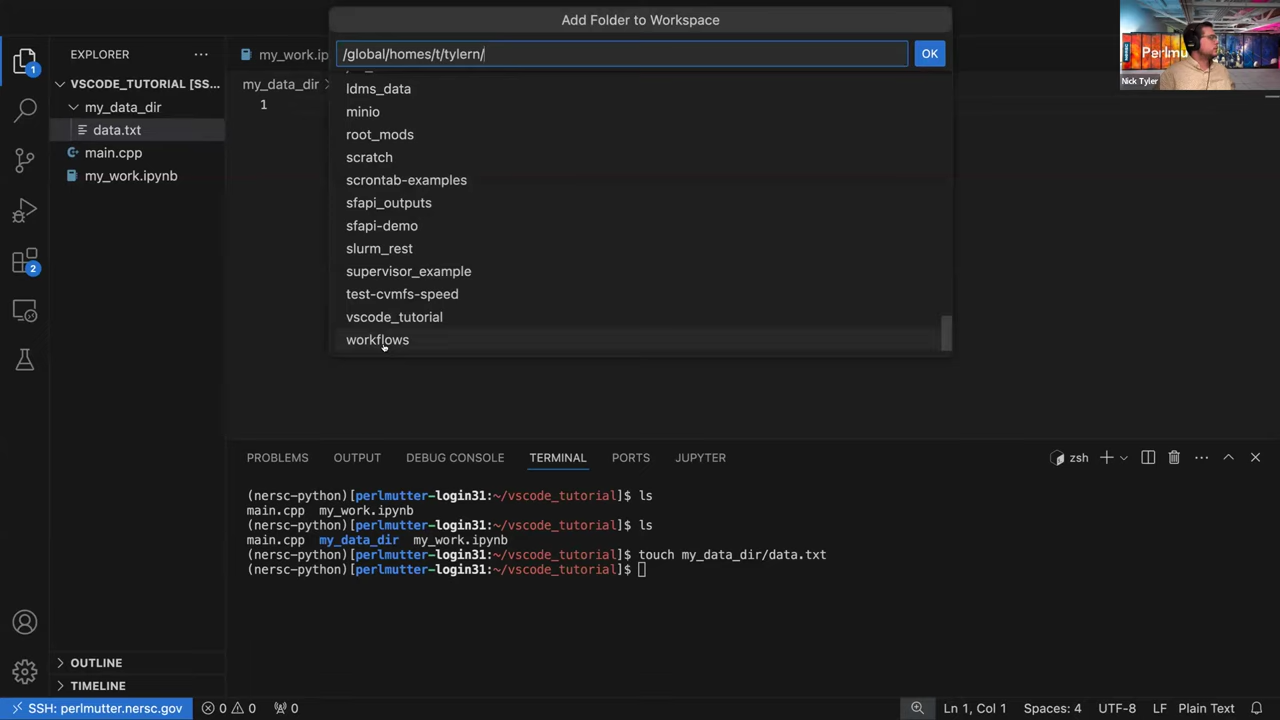 Add Folder to Workspace
/global/homes/t/tylern/
OK
ldms_data
minio
root_mods
scratch
scrontab-examples
sfapi_outputs
sfapi-demo
slurm_rest
supervisor_example
test-cvmfs-speed
vscode_tutorial
workflows
EXPLORER
VSCODE_TUTORIAL [SS...
my_data_dir
data.txt
main.cpp
my_work.ipynb
1
2
my_work.ip
my_data_dir
1
Perlmu
Nick Tyler
PROBLEMS OUTPUT DEBUG CONSOLE TERMINAL PORTS JUPYTER
zsh
(nersc-python)[perlmutter-login31:~/vscode_tutorial]$ ls
main.cpp my_work.ipynb
(nersc-python)[perlmutter-login31:~/vscode_tutorial]$ ls
main.cpp my_data_dir my_work.ipynb
(nersc-python)[perlmutter-login31:~/vscode_tutorial]$ touch my_data_dir/data.txt
(nersc-python)[perlmutter-login31:~/vscode_tutorial]$
OUTLINE
TIMELINE
SSH: perlmutter.nersc.gov 0 0 0 Ln 1, Col 1 Spaces: 4 UTF-8 LF Plain Text